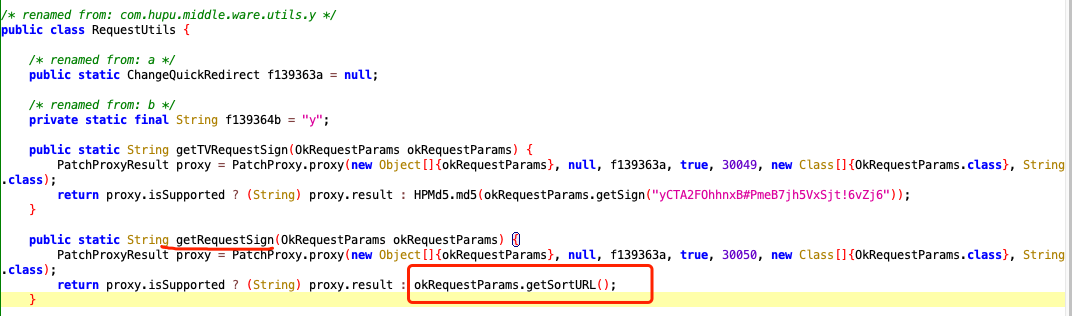 /* renamed from: com.hupu.middle.ware.utils.y */
public class RequestUtils {
/* renamed from: a */
public static ChangeQuickRedirect f139363a = null;
/* renamed from: b */
private static final String f139364b = "y";
public static String getTVRequestSign(OkRequestParams okRequestParams) {
PatchProxyResult proxy = PatchProxy.proxy(new Object[]{okRequestParams}, null, f139363a, true, 30049, new Class[]{OkRequestParams.class}, String
.class);
return proxy.isSupported ? (String) proxy.result : HPMd5.md5(okRequestParams.getSign("yCTA2FOhhnxB#PmeB7jh5VxSjt!6vZj6"));
}
public static String getRequestSign(OkRequestParams okRequestParams) {
PatchProxyResult proxy = PatchProxy.proxy(new Object[]{okRequestParams}, null, f139363a, true, 30050, new Class[]{OkRequestParams.class}, String
.class);
return proxy.isSupported ? (String) proxy.result : okRequestParams.getSortURL();
}